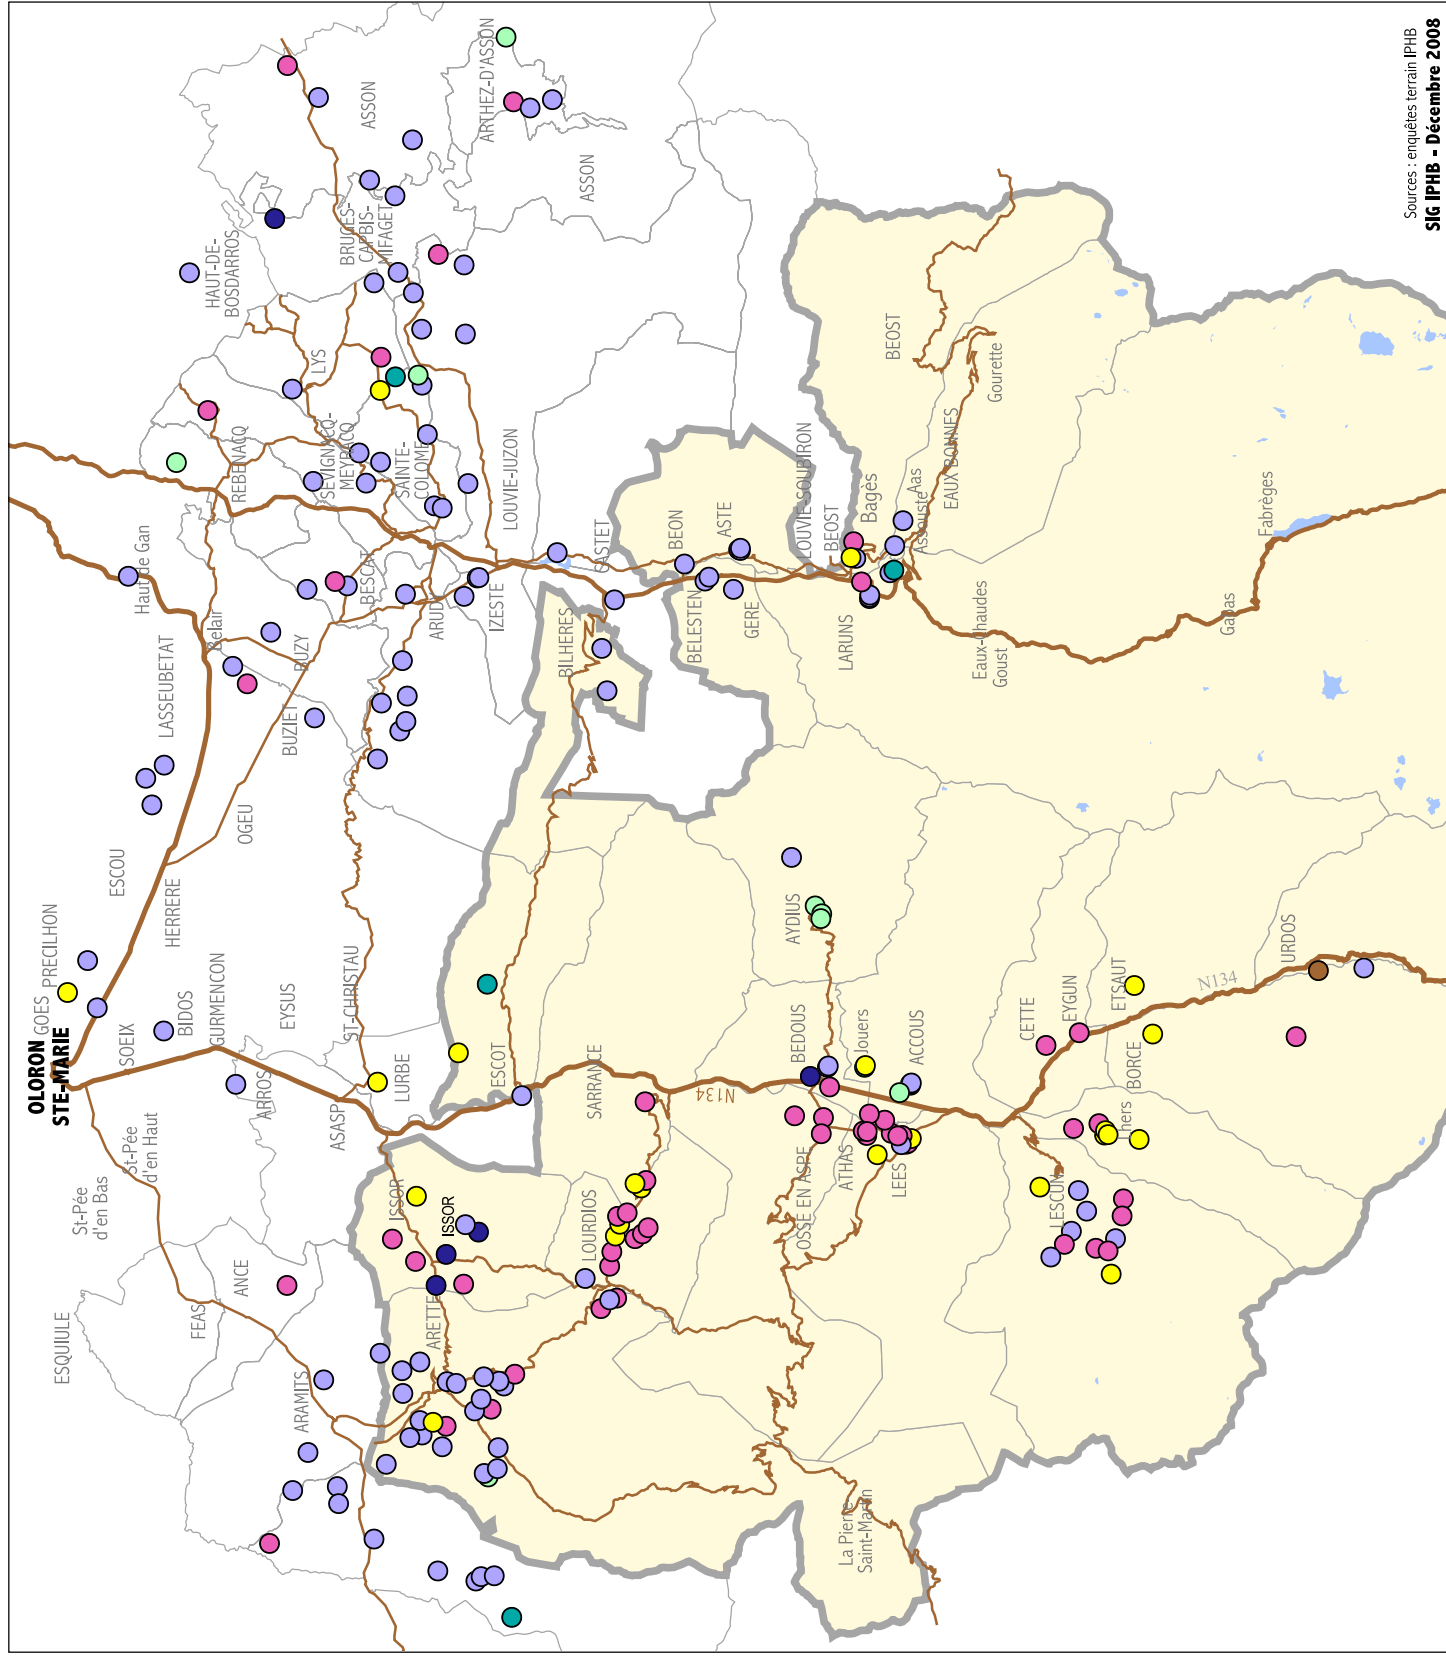 ESQUIULE
St-Pée
d'en Bas
St-Pée
d'en Haut
OLORON
STE-MARIE
GOES
PRECILHON
SOEIX
BIDOS
GURMENCON
ESCOU
HERRERE
LASSEUBETAT
Haut de Gan
Belair
OGEU
BUZIET
BUZY
EYSUS
ST-CHRISTAU
ARROS
ASASP
LURBE
FEAS
ANCE
ARAMITS
ARETTE
ISSOR
ISSOR
ESCOT
SARRANCE
LOURDIOS
REBENACQ
SEVIGNACQ-
MEYRACQ
LYS
HAUT-DE-
BOSDARROS
BRUGES-
CAPBIS-
MIFAGET
ASSON
ARTHEZ-D'ASSON
ASSON
SAINTE-
COLOME
BESCAT
ARUDY
IZESTE
LOUVIE-JUZON
CASTET
BILHERES
BEON
ASTE
BELESTEN
GERE
LOUVIE-SOUBIRON
BEOST
Bagès
LARUNS
Aas
Assouste
EAUX BONNES
BEOST
Gourette
Eaux-Chaudes
Goust
Gabas
Fabrèges
AYDIUS
N134
BEDOUS
Jouers
ACCOUS
OSSE EN ASPE
ATHAS
LEES
CETTE
EYGUN
ETSAUT
BORCE
LESCUN
N134
URDOS
La Pierre
Saint-Martin
Sources : enquêtes terrain IPHB
SIG IPHB - Décembre 2008